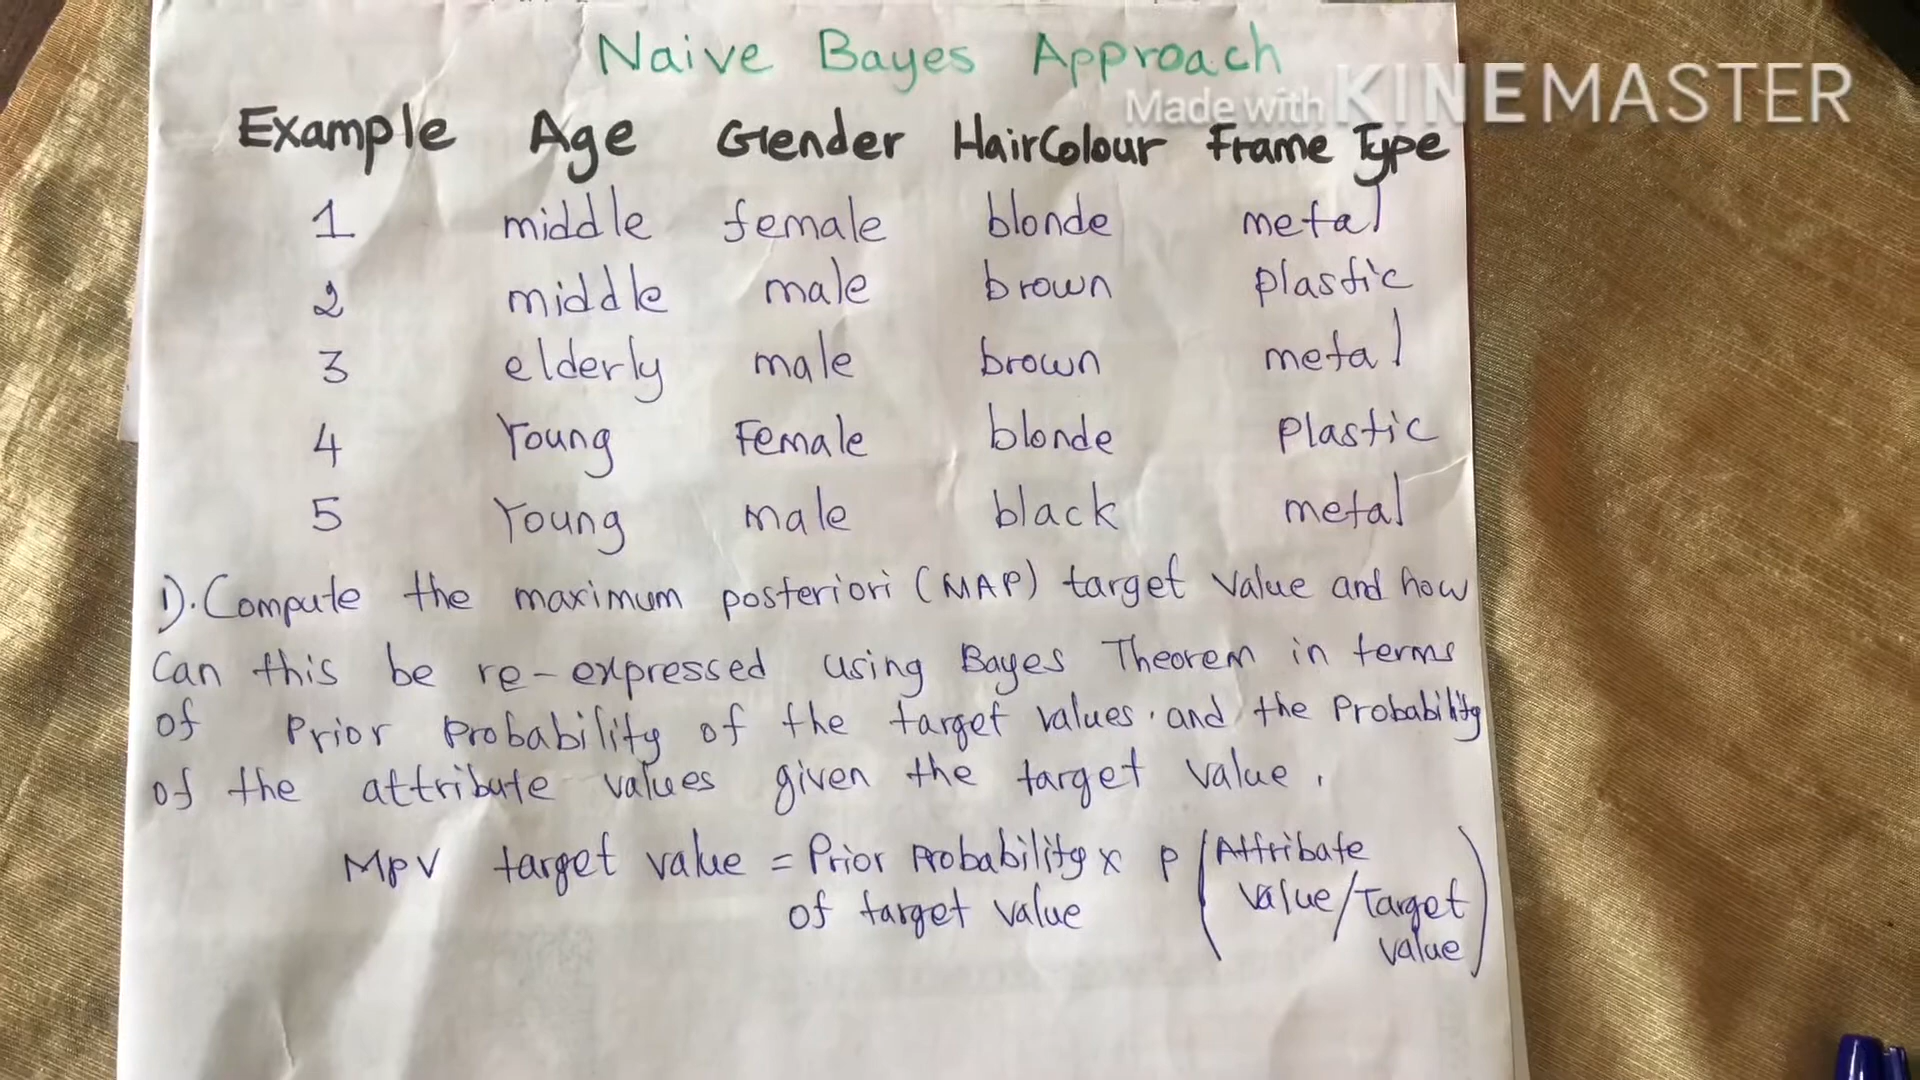 Naive Bayes Approach
Made with KINEMASTER
Example Age Gender HairColour Frame Type
1 middle female blonde metal
2 middle male brown plastic
3 elderly male brown metal
4 Young Female blonde Plastic
5 Young male black metal
1). Compute the maximum posteriori (MAP) target value and how
Can this be re-expressed using Bayes Theorem in terms
of Prior Probability of the target values. and the Probability
of the attribute values given the target value.
MPV target value = Prior Probability x P (Attribute
of target value Value/Target
value)